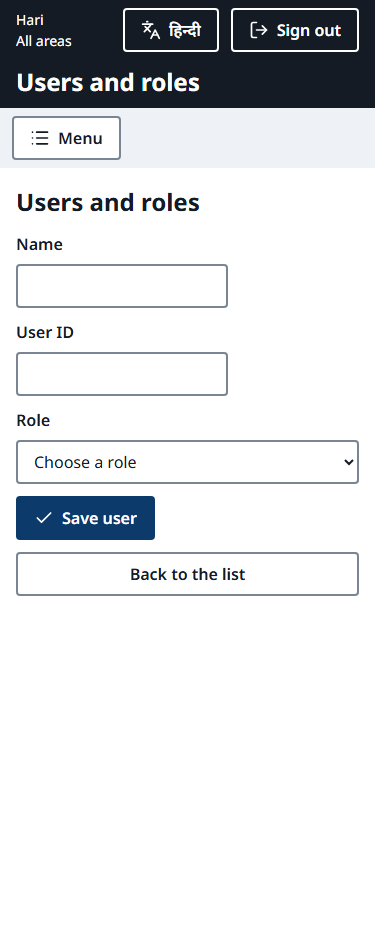 Hari
All areas
हिन्दी
Sign out
Users and roles
Menu
Users and roles
Name
User ID
Role
Choose a role
Save user
Back to the list